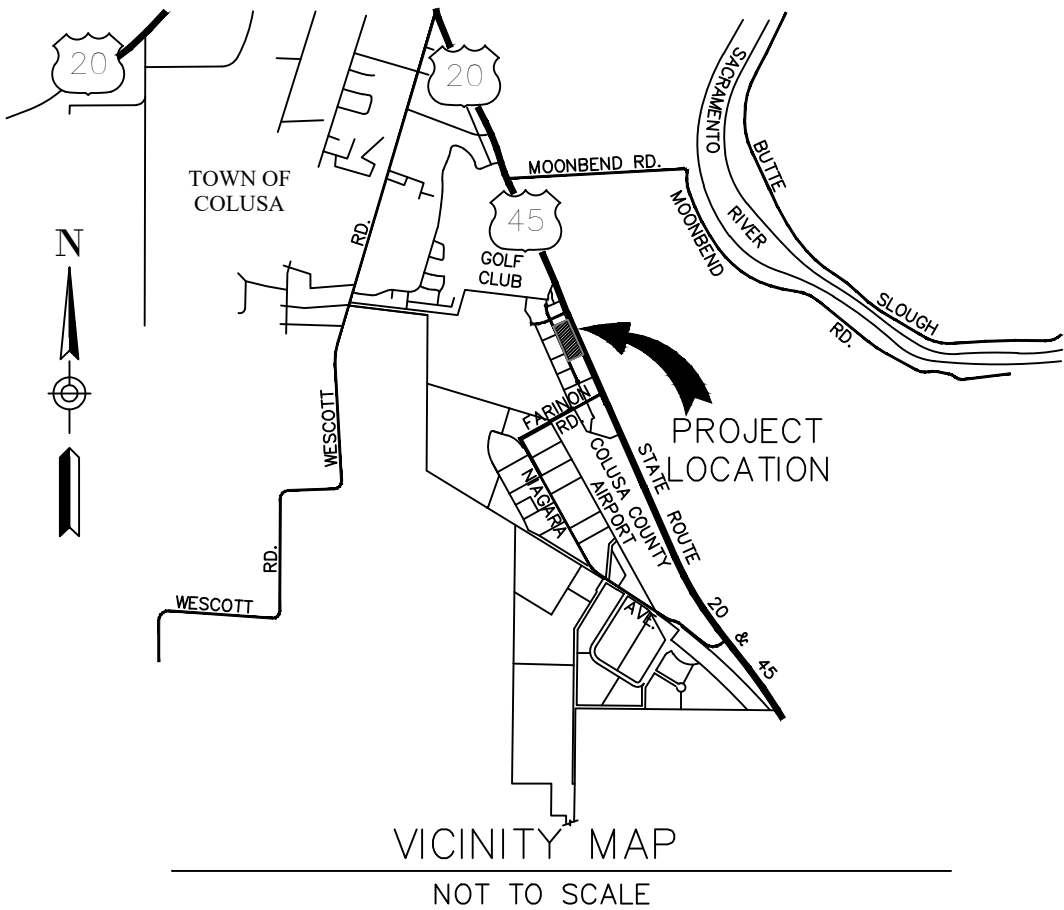 20
20
SACRAMENTO
RIVER
BUTTE
SLOUGH
MOONBEND RD.
MOONBEND
RD.
TOWN OF
COLUSA
RD.
45
GOLF
CLUB
N
WESCOTT
FARINON
RD.
PROJECT
LOCATION
STATE ROUTE 20 & 45
COLUSA COUNTY
AIRPORT
NIAGARA
AVE.
RD.
WESCOTT
VICINITY MAP
NOT TO SCALE